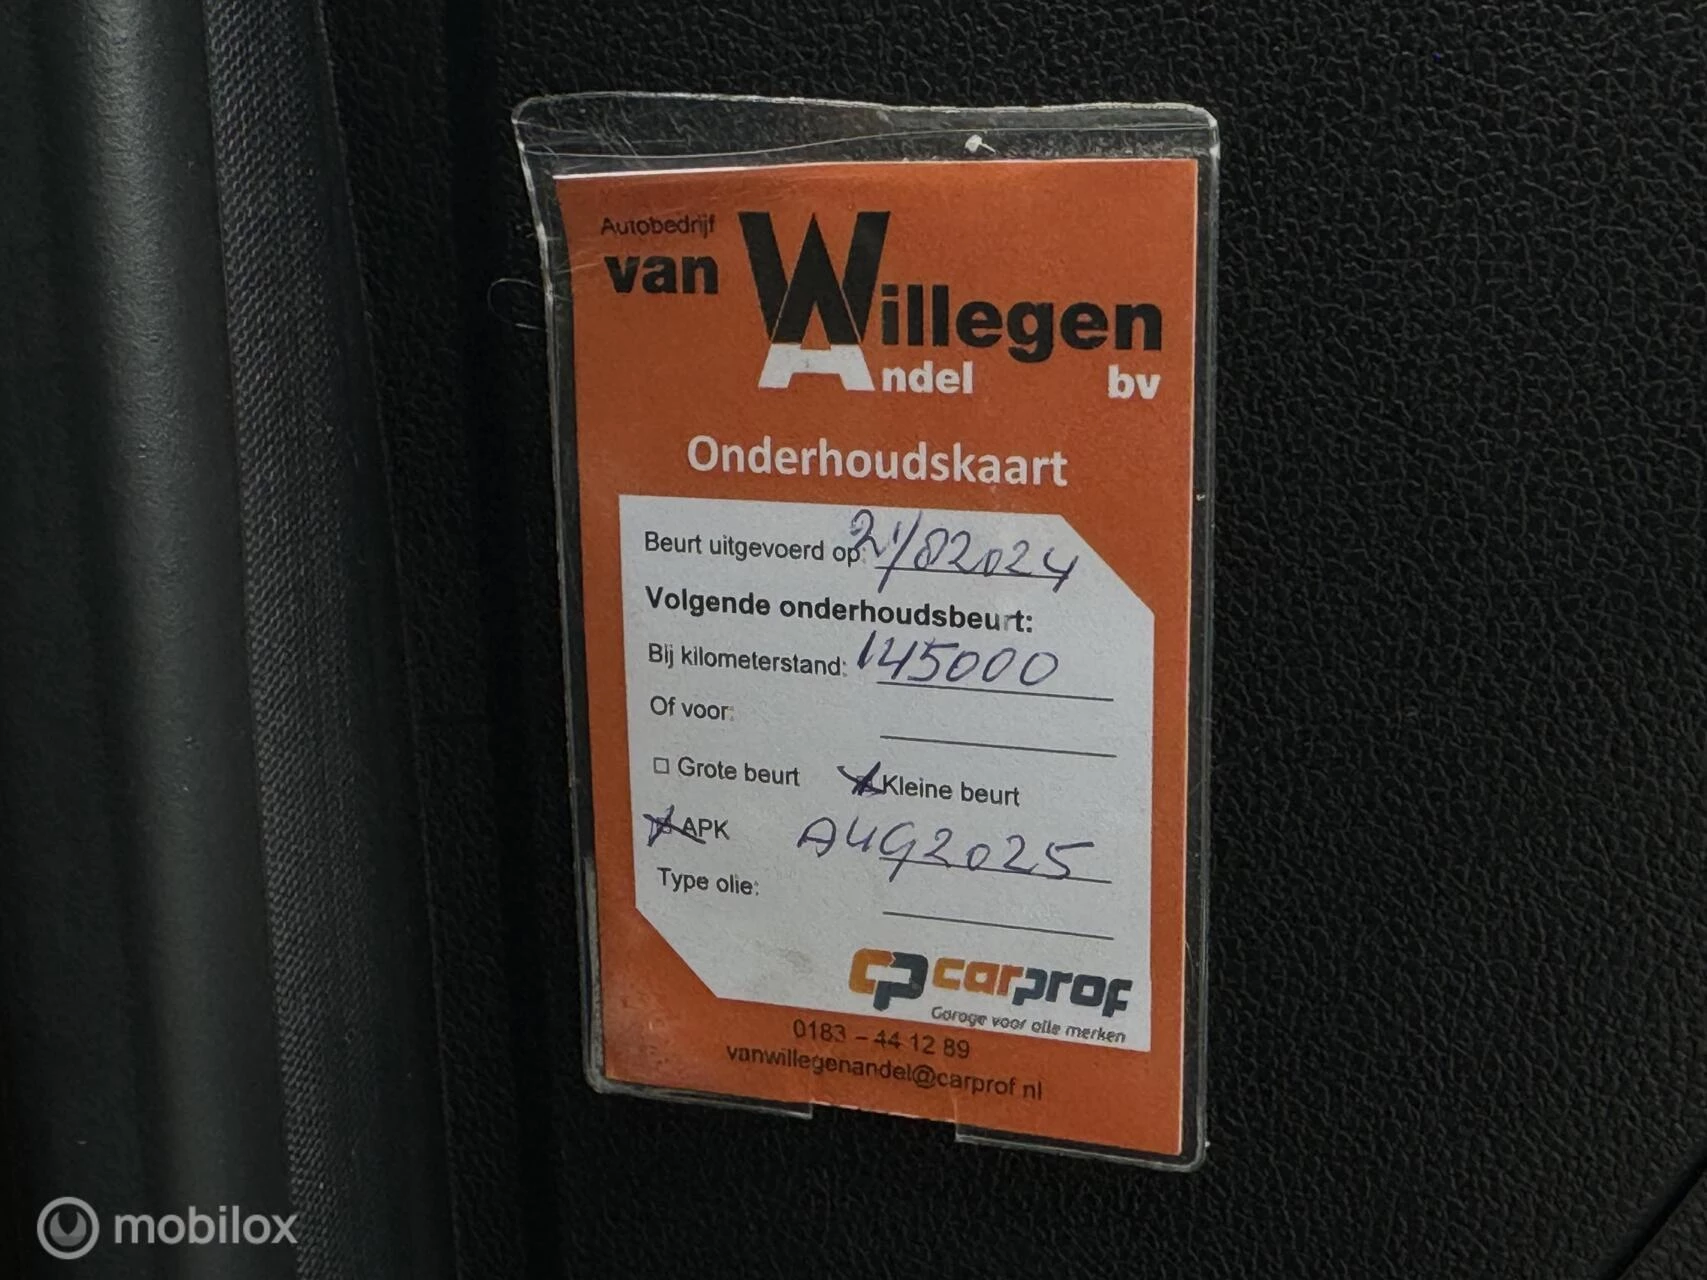 Autobedrijf
van Willegen
Andel bv
Onderhoudskaart
Beurt uitgevoerd op: 21/82024
Volgende onderhoudsbeurt:
Bij kilometerstand: 145000
Of voor:
Grote beurt Kleine beurt
APK AUG2025
Type olie:
CP carprof
Garage voor alle merken
0183 – 44 12 89
vanwillegenandel@carprof.nl
mobilox